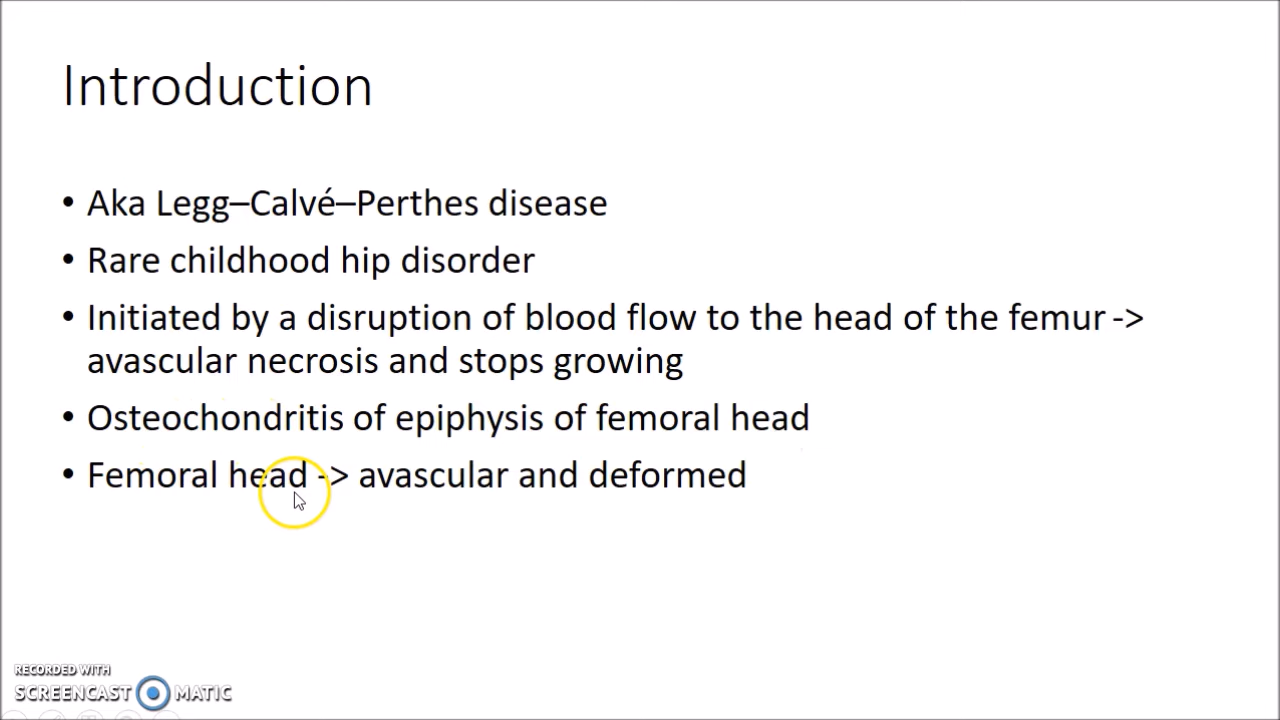 Introduction
• Aka Legg–Calvé–Perthes disease
• Rare childhood hip disorder
• Initiated by a disruption of blood flow to the head of the femur ->
avascular necrosis and stops growing
• Osteochondritis of epiphysis of femoral head
• Femoral head -> avascular and deformed
RECORDED WITH
SCREENCAST MATIC